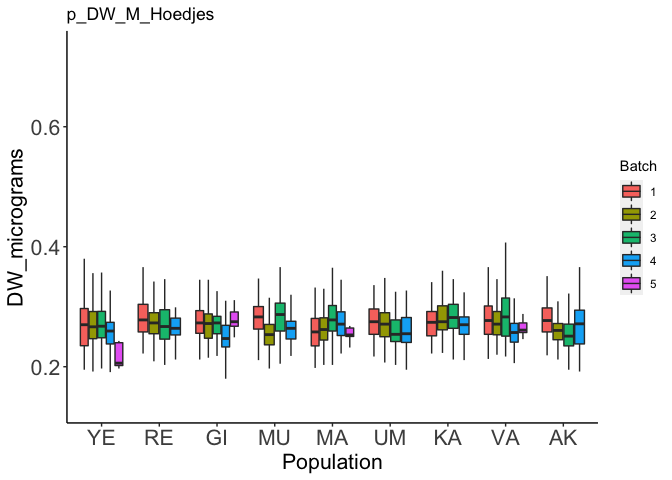 p_DW_M_Hoedjes
DW_micrograms
0.6
0.4
0.2
YE RE GI MU MA UM KA VA AK
Population
Batch
1
2
3
4
5